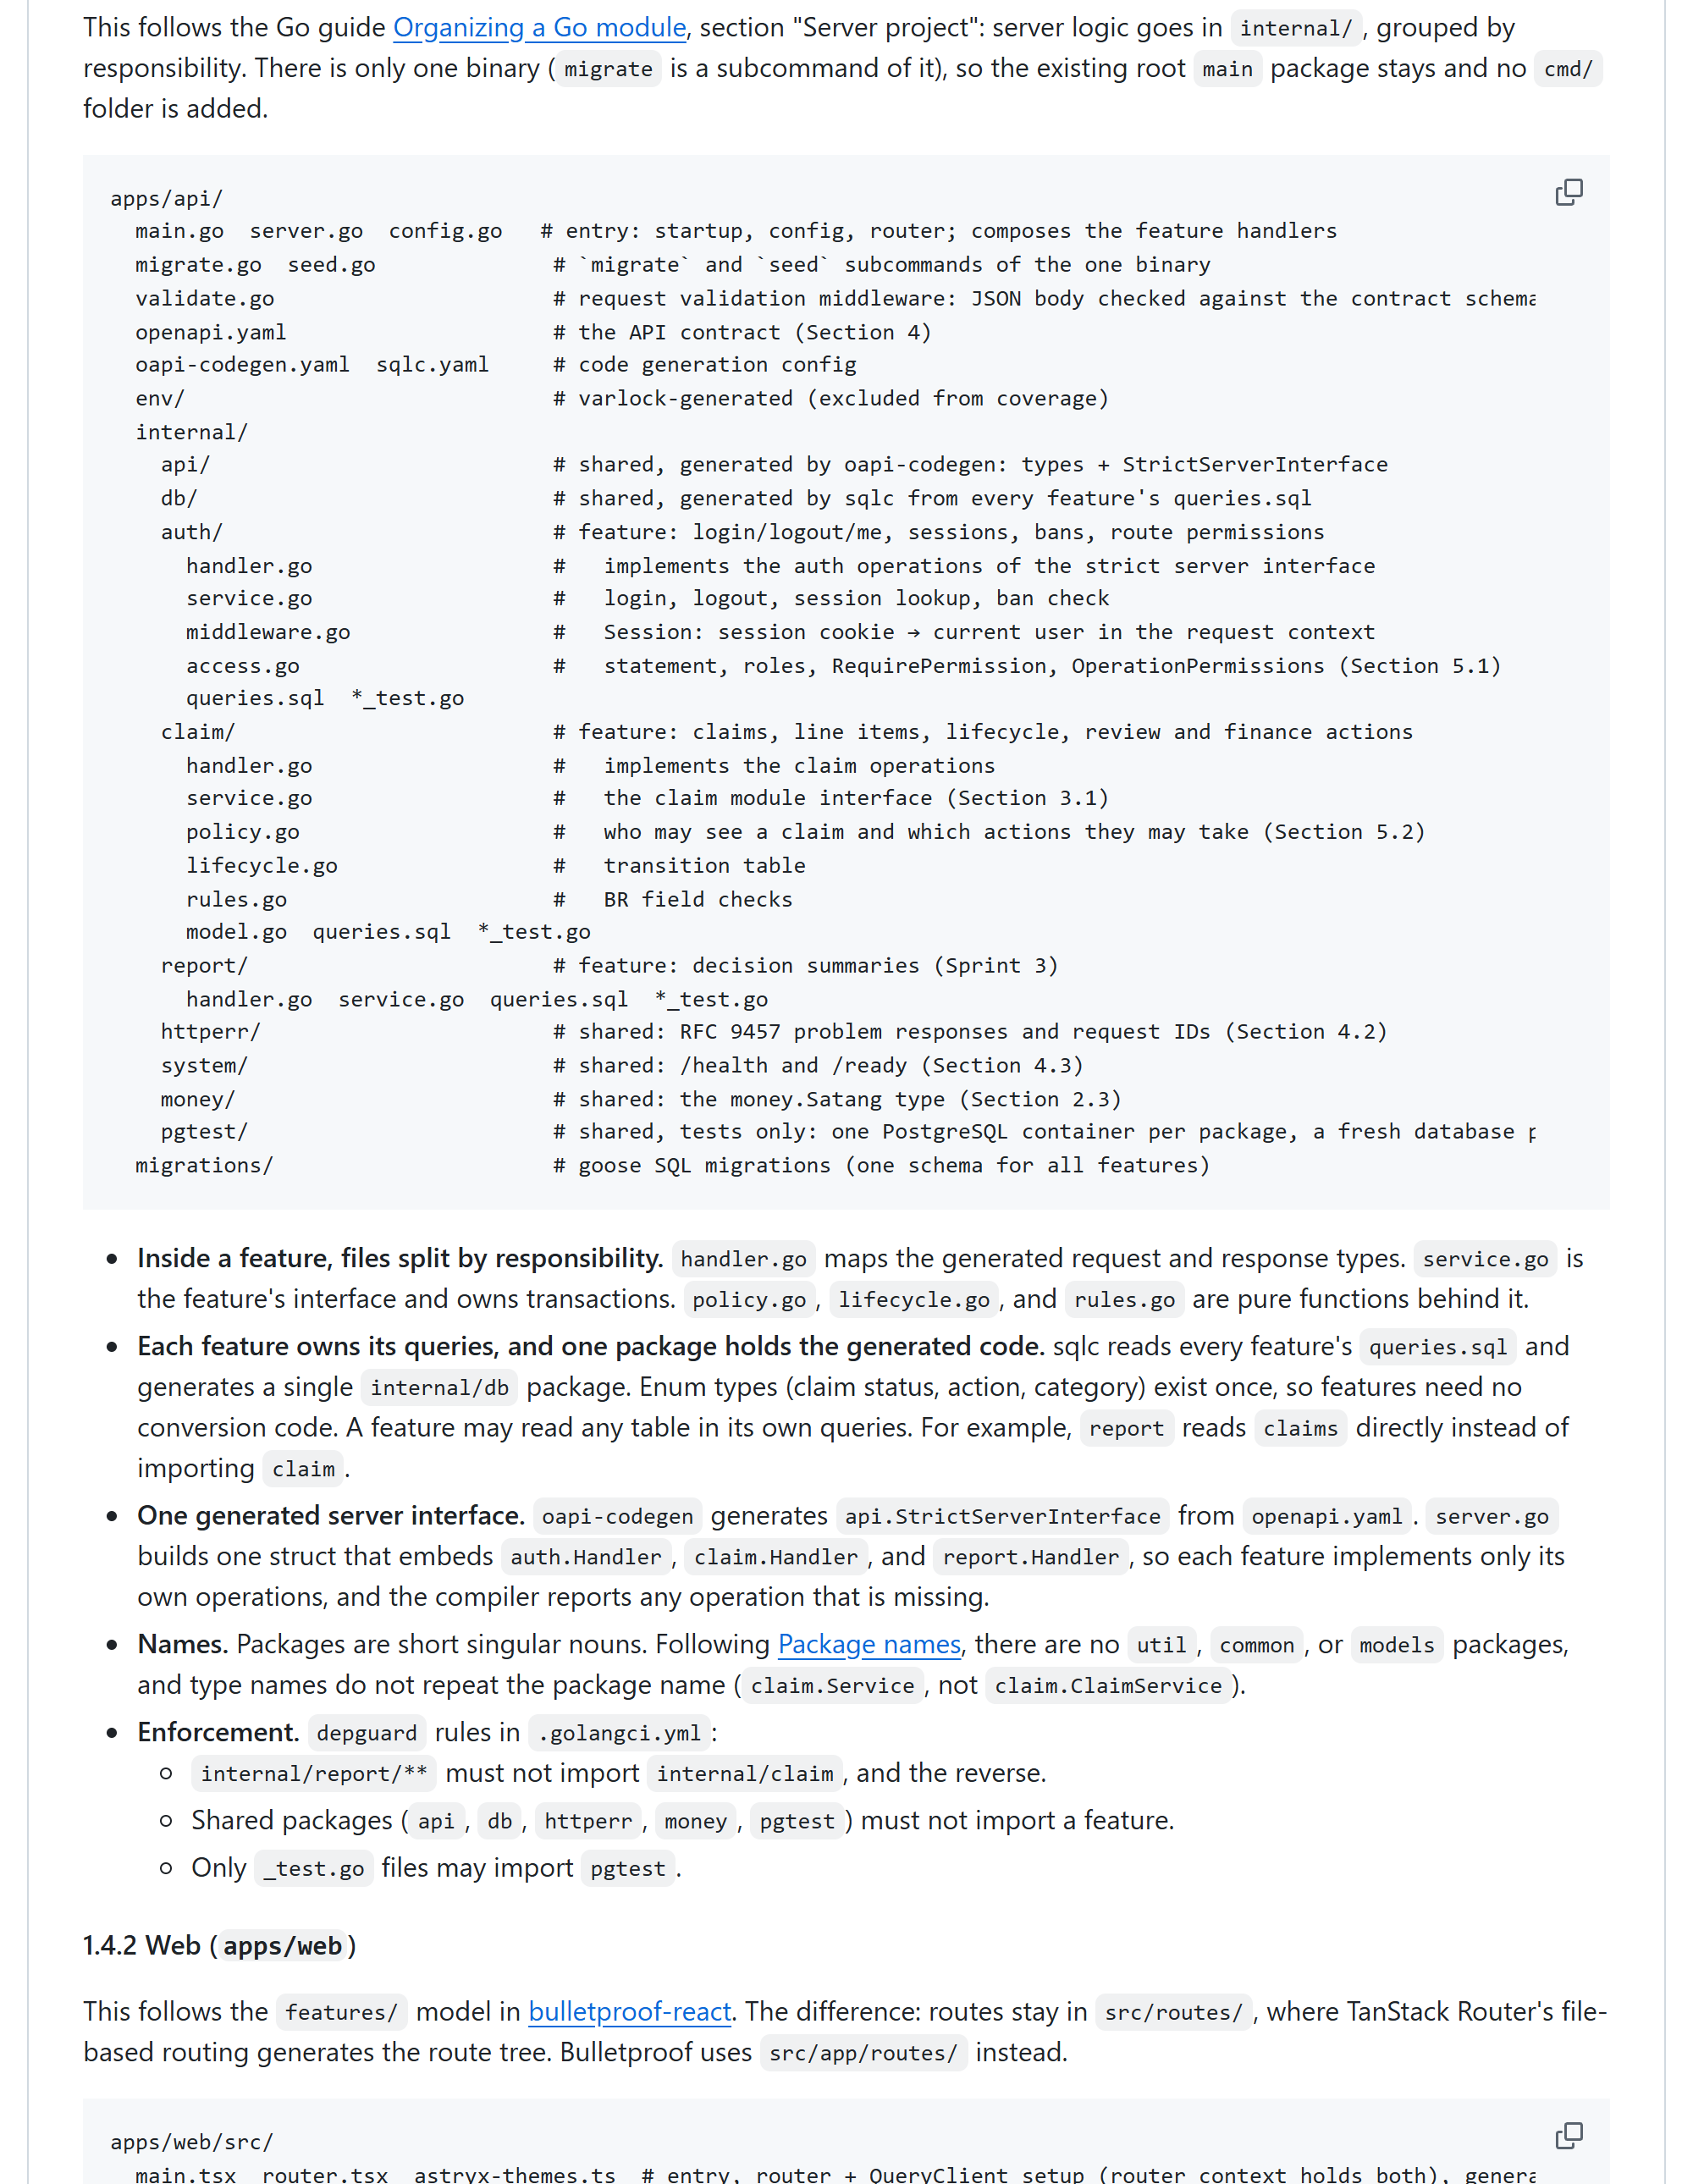 This follows the Go guide Organizing a Go module, section "Server project": server logic goes in internal/, grouped by
responsibility. There is only one binary (migrate is a subcommand of it), so the existing root main package stays and no cmd/
folder is added.
apps/api/
  main.go  server.go  config.go   # entry: startup, config, router; composes the feature handlers
  migrate.go  seed.go              # `migrate` and `seed` subcommands of the one binary
  validate.go                      # request validation middleware: JSON body checked against the contract schema
  openapi.yaml                     # the API contract (Section 4)
  oapi-codegen.yaml  sqlc.yaml     # code generation config
  env/                             # varlock-generated (excluded from coverage)
  internal/
    api/                           # shared, generated by oapi-codegen: types + StrictServerInterface
    db/                            # shared, generated by sqlc from every feature's queries.sql
    auth/                          # feature: login/logout/me, sessions, bans, route permissions
      handler.go                   #   implements the auth operations of the strict server interface
      service.go                   #   login, logout, session lookup, ban check
      middleware.go                #   Session: session cookie → current user in the request context
      access.go                    #   statement, roles, RequirePermission, OperationPermissions (Section 5.1)
      queries.sql  *_test.go
    claim/                         # feature: claims, line items, lifecycle, review and finance actions
      handler.go                   #   implements the claim operations
      service.go                   #   the claim module interface (Section 3.1)
      policy.go                    #   who may see a claim and which actions they may take (Section 5.2)
      lifecycle.go                 #   transition table
      rules.go                     #   BR field checks
      model.go  queries.sql  *_test.go
    report/                        # feature: decision summaries (Sprint 3)
      handler.go  service.go  queries.sql  *_test.go
    httperr/                       # shared: RFC 9457 problem responses and request IDs (Section 4.2)
    system/                        # shared: /health and /ready (Section 4.3)
    money/                         # shared: the money.Satang type (Section 2.3)
    pgtest/                        # shared, tests only: one PostgreSQL container per package, a fresh database
  migrations/                      # goose SQL migrations (one schema for all features)
• Inside a feature, files split by responsibility. handler.go maps the generated request and response types. service.go is
the feature's interface and owns transactions. policy.go, lifecycle.go, and rules.go are pure functions behind it.
• Each feature owns its queries, and one package holds the generated code. sqlc reads every feature's queries.sql and
generates a single internal/db package. Enum types (claim status, action, category) exist once, so features need no
conversion code. A feature may read any table in its own queries. For example, report reads claims directly instead of
importing claim.
• One generated server interface. oapi-codegen generates api.StrictServerInterface from openapi.yaml. server.go
builds one struct that embeds auth.Handler, claim.Handler, and report.Handler, so each feature implements only its
own operations, and the compiler reports any operation that is missing.
• Names. Packages are short singular nouns. Following Package names, there are no util, common, or models packages,
and type names do not repeat the package name (claim.Service, not claim.ClaimService).
• Enforcement. depguard rules in .golangci.yml:
○ internal/report/** must not import internal/claim, and the reverse.
○ Shared packages (api, db, httperr, money, pgtest) must not import a feature.
○ Only _test.go files may import pgtest.
1.4.2 Web (apps/web)
This follows the features/ model in bulletproof-react. The difference: routes stay in src/routes/, where TanStack Router's file-
based routing generates the route tree. Bulletproof uses src/app/routes/ instead.
apps/web/src/
  main.tsx  router.tsx  astryx-themes.ts  # entry, router + QueryClient setup (router context holds both),